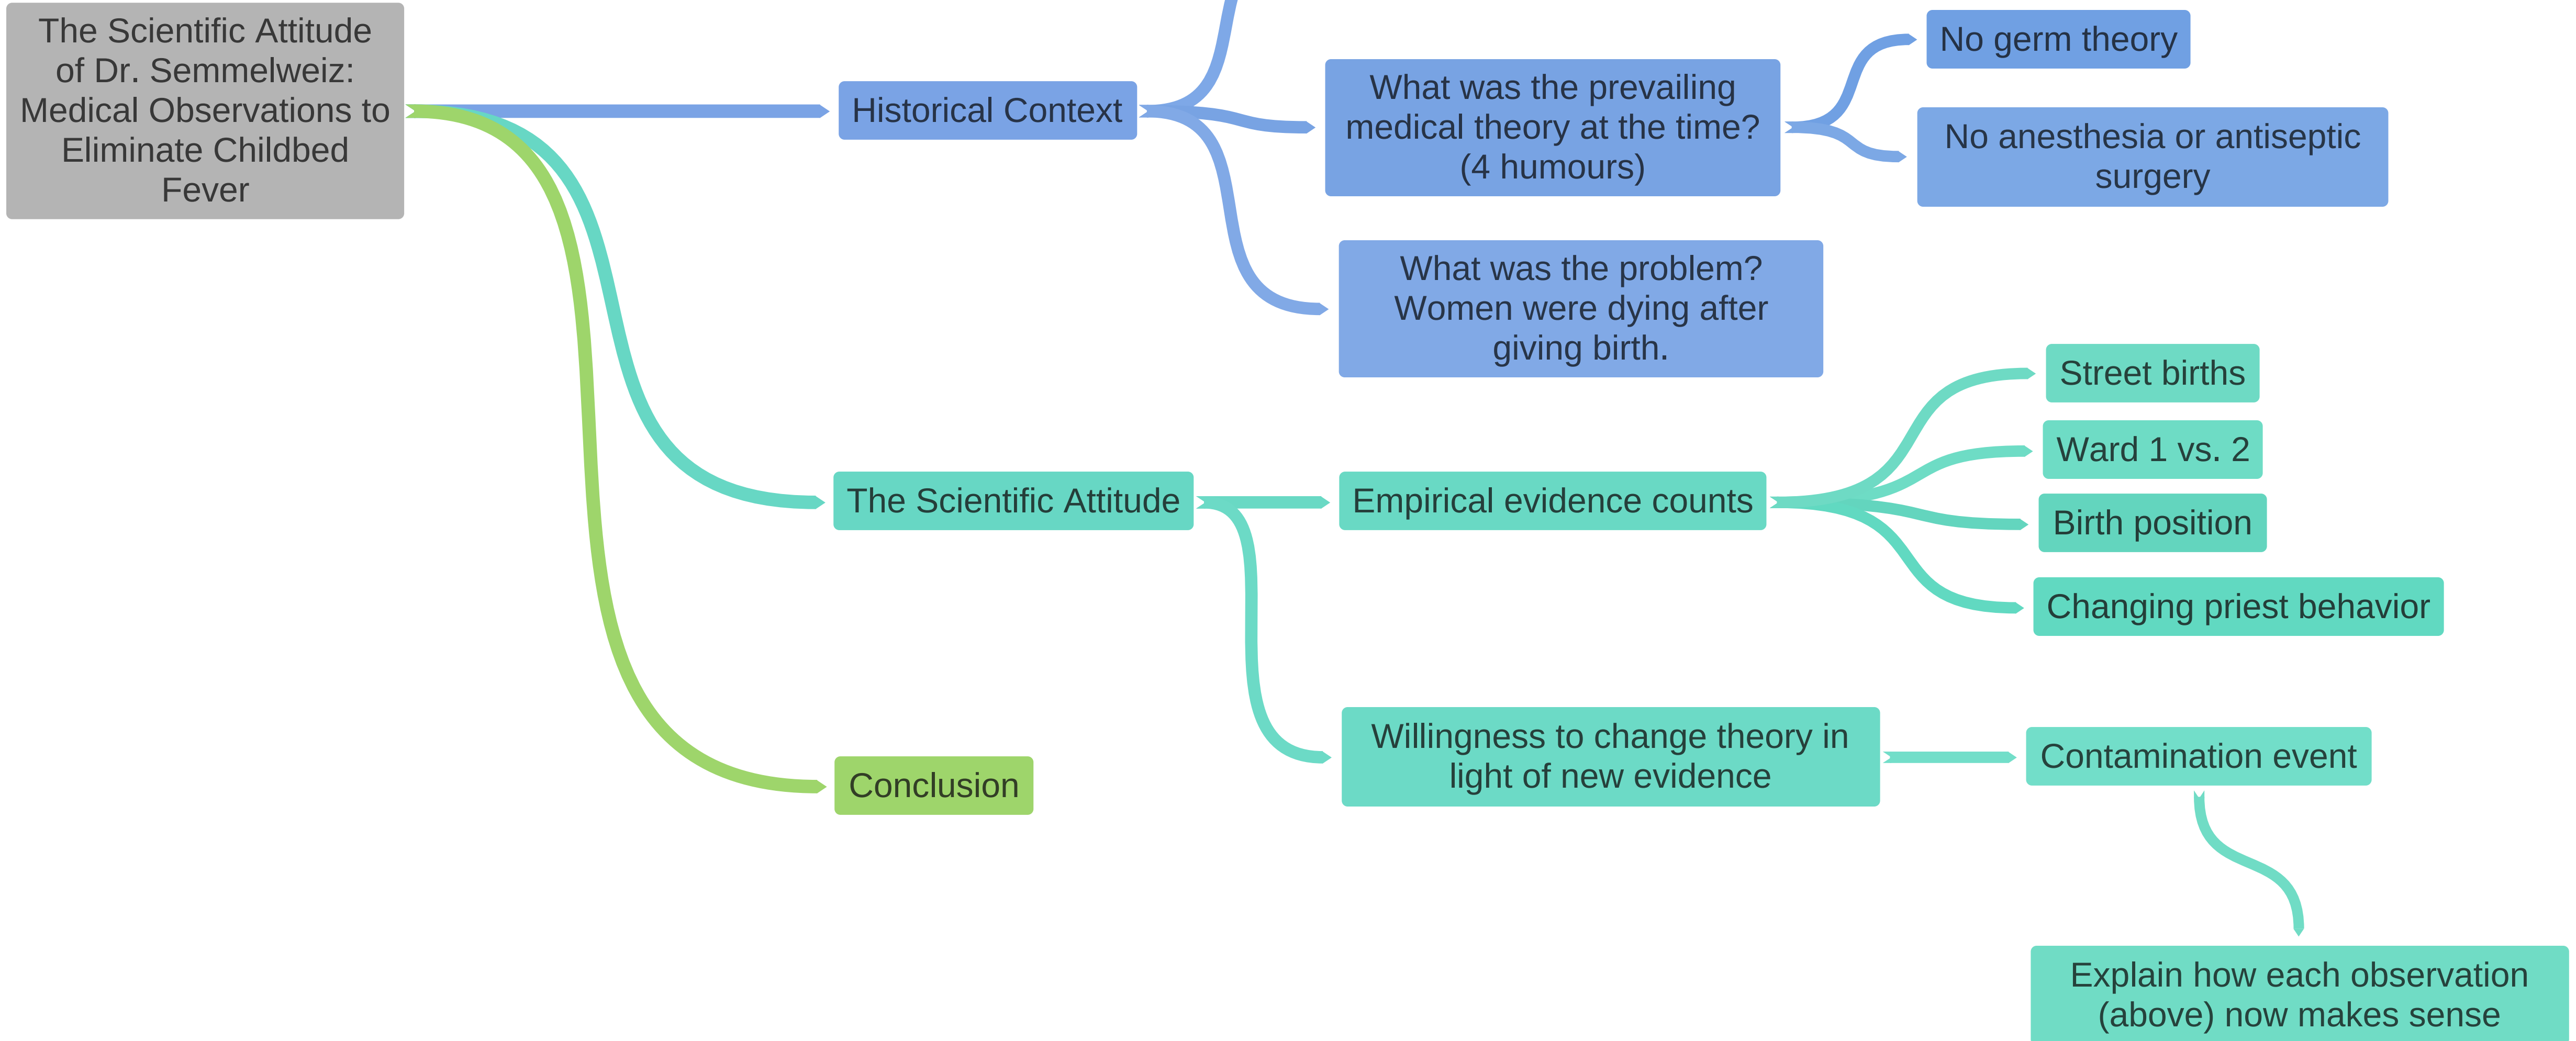 The Scientific Attitude
of Dr. Semmelweiz:
Medical Observations to
Eliminate Childbed
Fever
Historical Context
What was the prevailing
medical theory at the time?
(4 humours)
No germ theory
No anesthesia or antiseptic
surgery
What was the problem?
Women were dying after
giving birth.
The Scientific Attitude
Empirical evidence counts
Street births
Ward 1 vs. 2
Birth position
Changing priest behavior
Willingness to change theory in
light of new evidence
Contamination event
Explain how each observation
(above) now makes sense
Conclusion